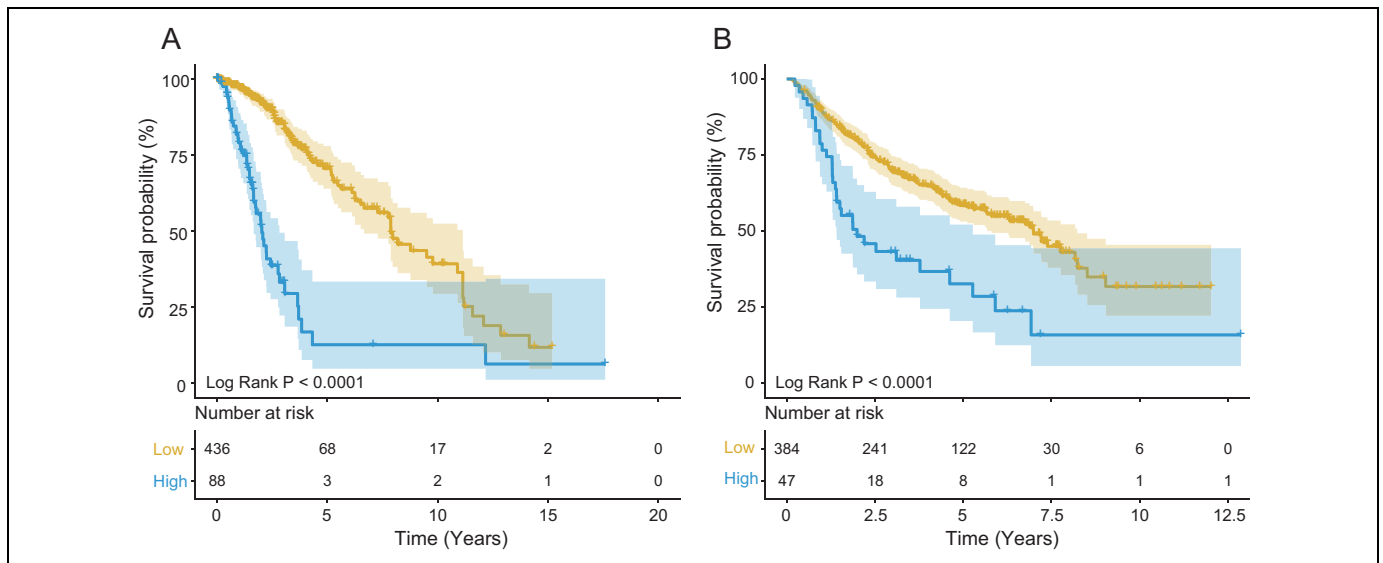 A
Survival probability (%)
100
75
50
25
0
Log Rank P < 0.0001
Number at risk
Low 436 68 17 2 0
High 88 3 2 1 0
0 5 10 15 20
Time (Years)
B
Survival probability (%)
100
75
50
25
0
Log Rank P < 0.0001
Number at risk
Low 384 241 122 30 6 0
High 47 18 8 1 1 1
0 2.5 5 7.5 10 12.5
Time (Years)